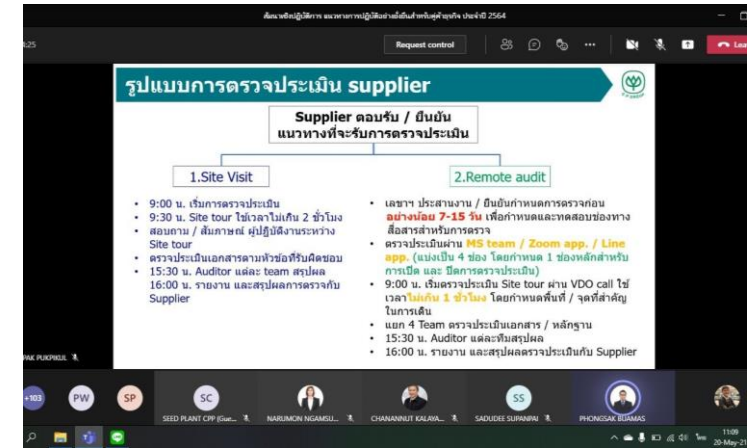 สัมมนาเชิงปฏิบัติการ แนวทางการปฏิบัติอย่างยั่งยืนสำหรับคู่ค้าธุรกิจ ประจำปี 2564
:25
Request control
Lea
รูปแบบการตรวจประเมิน supplier
Supplier ตอบรับ / ยืนยัน
แนวทางที่จะรับการตรวจประเมิน
1.Site Visit
• 9:00 น. เริ่มการตรวจประเมิน
• 9:30 น. Site tour ใช้เวลาไม่เกิน 2 ชั่วโมง
• สอบถาม / สัมภาษณ์ ผู้ปฏิบัติงานระหว่าง
Site tour
• ตรวจประเมินเอกสารตามหัวข้อที่รับผิดชอบ
• 15:30 น. Auditor แต่ละ team สรุปผล
16:00 น. รายงาน และสรุปผลการตรวจกับ
Supplier
2.Remote audit
• เลขาฯ ประสานงาน / ยืนยันกำหนดการตรวจก่อน
อย่างน้อย 7-15 วัน เพื่อกำหนดและทดสอบช่องทาง
สื่อสารสำหรับการตรวจ
• ตรวจประเมินผ่าน MS team / Zoom app. / Line
app. (แบ่งเป็น 4 ช่อง โดยกำหนด 1 ช่องหลักสำหรับ
การเปิด และ ปิดการตรวจประเมิน)
• 9:00 น. เริ่มตรวจประเมิน Site tour ผ่าน VDO call ใช้
เวลาไม่เกิน 1 ชั่วโมง โดยกำหนดพื้นที่ / จุดที่สำคัญ
ในการเดิน
• แยก 4 Team ตรวจประเมินเอกสาร / หลักฐาน
• 15:30 น. Auditor แต่ละทีมสรุปผล
• 16:00 น. รายงาน และสรุปผลตรวจประเมินกับ Supplier
+103
PW
SP
SC
SS
SEED PLANT CPP (Gue...
NARUMON NGAMSU...
CHANANNUT KALAYA...
SADUDEE SUPANPAI
PHONGSAK BUAMAS
11:09
20-May-21